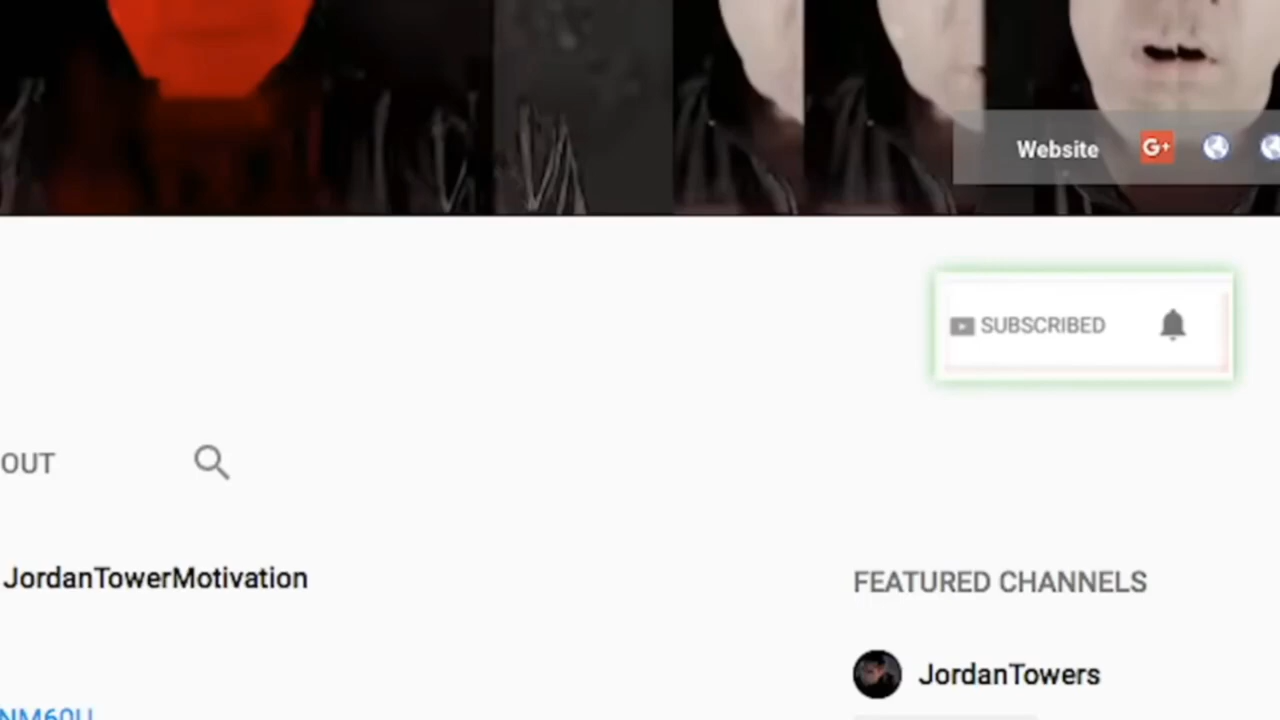 Website G+
SUBSCRIBED
OUT
JordanTowerMotivation
FEATURED CHANNELS
JordanTowers